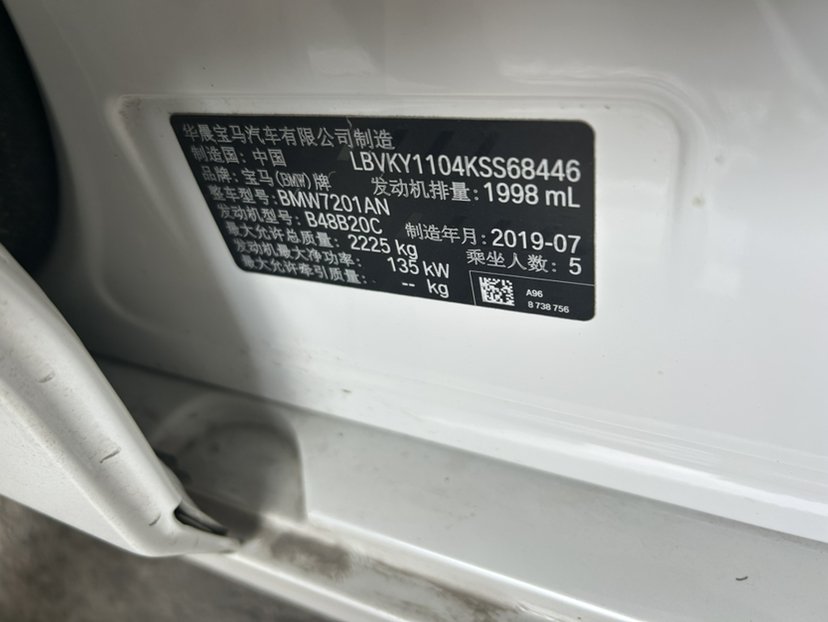 华晨宝马汽车有限公司制造
制造国：中国 LBVKY1104KSS68446
品牌：宝马(BMW)牌 发动机排量：1998 mL
整车型号：BMW7201AN
发动机型号：B48B20C 制造年月：2019-07
最大允许总质量：2225 kg 乘坐人数：5
发动机最大净功率：135 kW
最大允许牵引质量：-- kg
A96
8 738 756